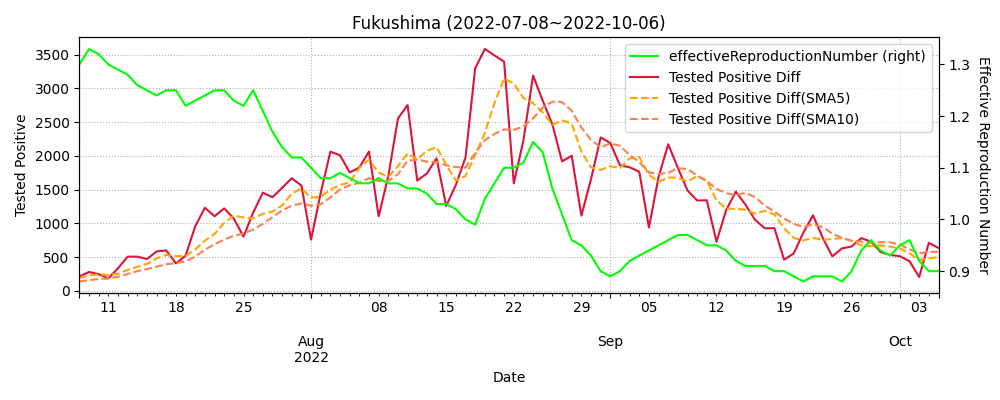 Fukushima (2022-07-08~2022-10-06)
effectiveReproductionNumber (right)
Tested Positive Diff
Tested Positive Diff(SMA5)
Tested Positive Diff(SMA10)
Tested Positive
3500
3000
2500
2000
1500
1000
500
0
Effective Reproduction Number
1.3
1.2
1.1
1.0
0.9
11 18 25 08 15 22 29 05 12 19 26 03
Aug Sep Oct
2022
Date